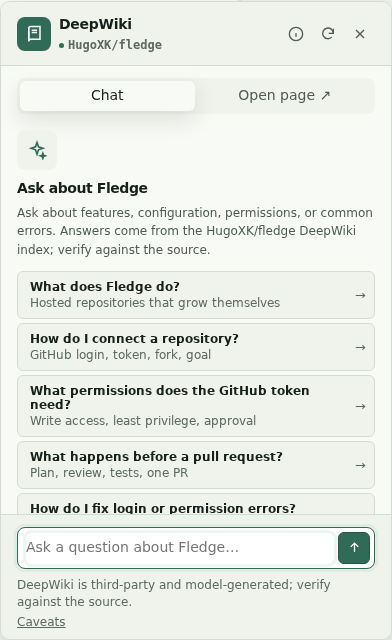 DeepWiki
HugoXK/fledge
Chat
Open page ↗
Ask about Fledge
Ask about features, configuration, permissions, or common
errors. Answers come from the HugoXK/fledge DeepWiki
index; verify against the source.
What does Fledge do?
Hosted repositories that grow themselves
→
How do I connect a repository?
GitHub login, token, fork, goal
→
What permissions does the GitHub token
need?
Write access, least privilege, approval
→
What happens before a pull request?
Plan, review, tests, one PR
→
How do I fix login or permission errors?
Ask a question about Fledge...
DeepWiki is third-party and model-generated; verify
against the source.
Caveats